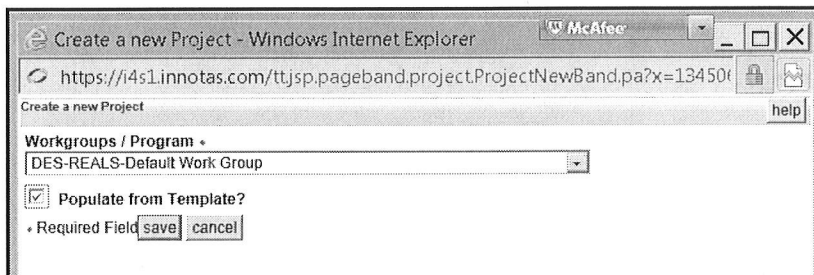 Create a new Project - Windows Internet Explorer
McAfee
https://i4s1.innotas.com/tt.jsp.pageband.project.ProjectNewBand.pa?x=134506
Create a new Project
help
Workgroups / Program
DES-REALS-Default Work Group
Populate from Template?
Required Field save cancel